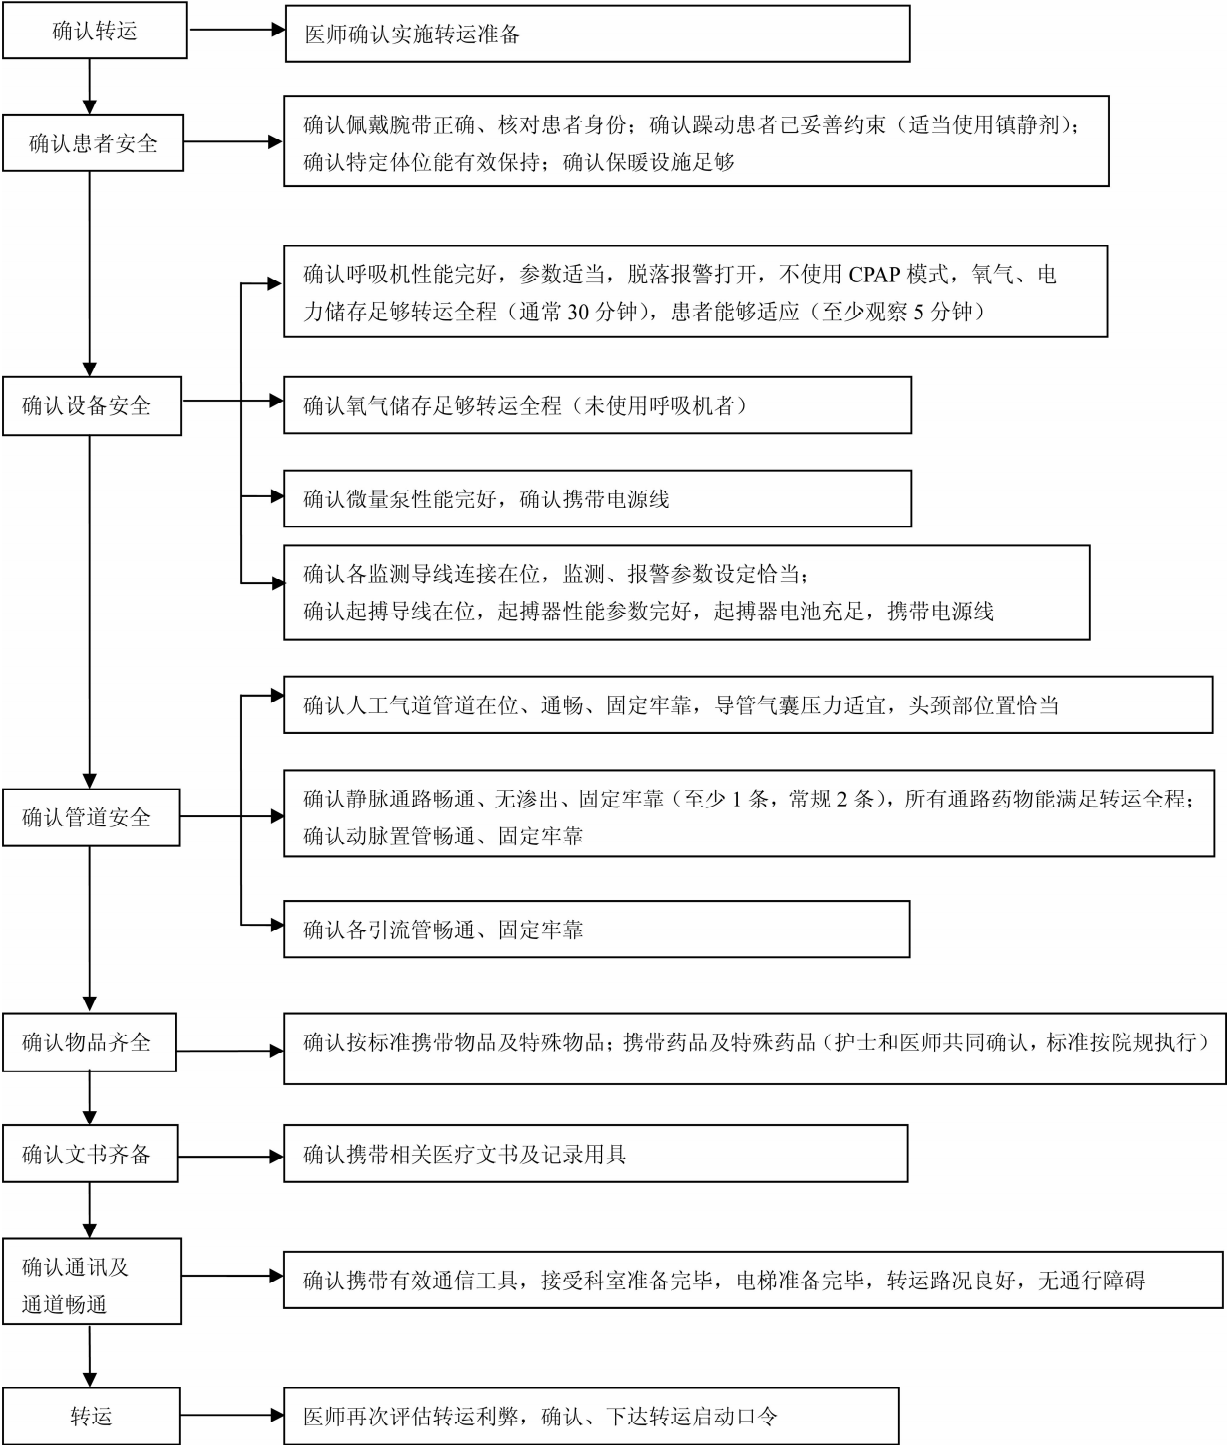 确认转运
医师确认实施转运准备
确认患者安全
确认佩戴腕带正确、核对患者身份；确认躁动患者已妥善约束（适当使用镇静剂）；
确认特定体位能有效保持；确认保暖设施足够
确认设备安全
确认呼吸机性能完好，参数适当，脱落报警打开，不使用 CPAP 模式，氧气、电
力储存足够转运全程（通常 30 分钟），患者能够适应（至少观察 5 分钟）
确认氧气储存足够转运全程（未使用呼吸机者）
确认微量泵性能完好，确认携带电源线
确认各监测导线连接在位，监测、报警参数设定恰当；
确认起搏导线在位，起搏器性能参数完好，起搏器电池充足，携带电源线
确认管道安全
确认人工气道管道在位、通畅、固定牢靠，导管气囊压力适宜，头颈部位置恰当
确认静脉通路畅通、无渗出、固定牢靠（至少 1 条，常规 2 条），所有通路药物能满足转运全程；
确认动脉置管畅通、固定牢靠
确认各引流管畅通、固定牢靠
确认物品齐全
确认按标准携带物品及特殊物品；携带药品及特殊药品（护士和医师共同确认，标准按院规执行）
确认文书齐备
确认携带相关医疗文书及记录用具
确认通讯及
通道畅通
确认携带有效通信工具，接受科室准备完毕，电梯准备完毕，转运路况良好，无通行障碍
转运
医师再次评估转运利弊，确认、下达转运启动口令